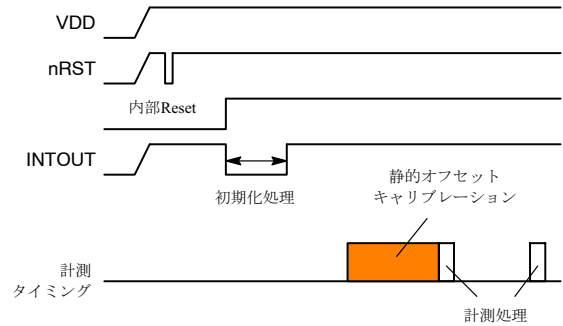 VDD
nRST
内部Reset
INTOUT
初期化処理
静的オフセット
キャリブレーション
計測
タイミング
計測処理